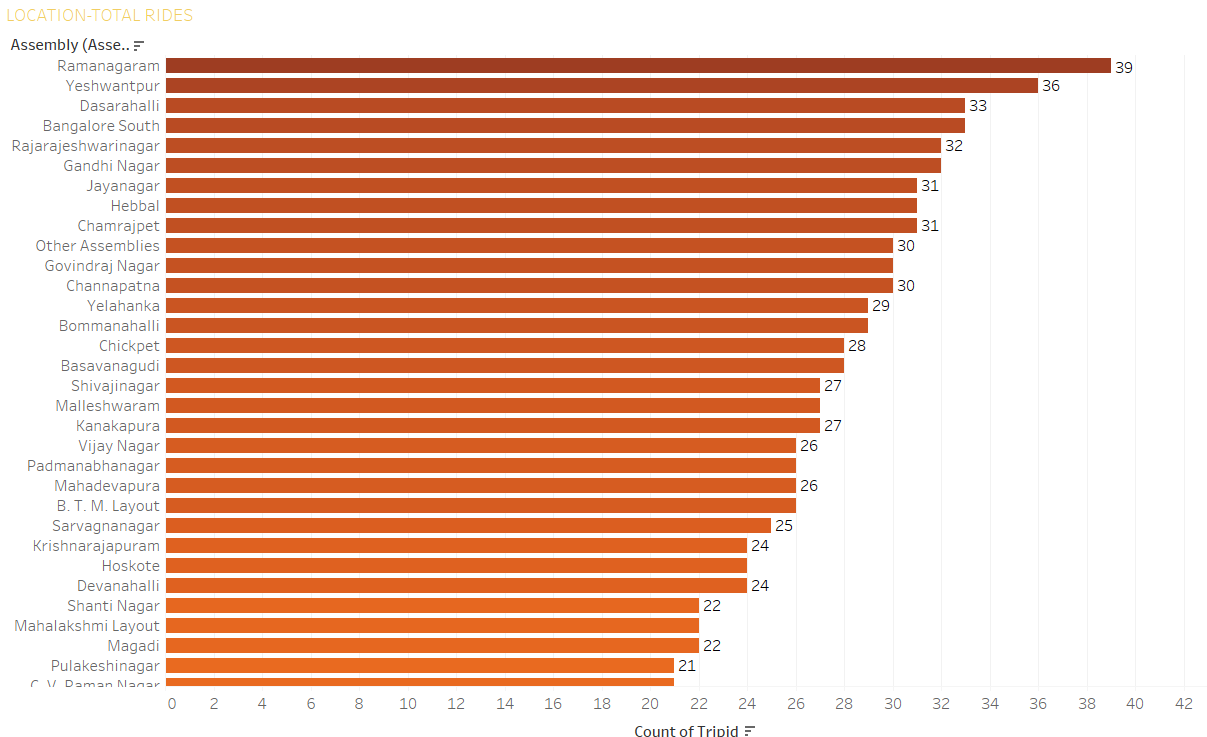 LOCATION-TOTAL RIDES
Assembly (Asse..
Ramanagaram 39
Yeshwantpur 36
Dasarahalli 33
Bangalore South
Rajarajeshwarinagar 32
Gandhi Nagar
Jayanagar 31
Hebbal
Chamrajpet 31
Other Assemblies 30
Govindraj Nagar
Channapatna 30
Yelahanka 29
Bommanahalli
Chickpet 28
Basavanagudi
Shivajinagar 27
Malleshwaram
Kanakapura 27
Vijay Nagar 26
Padmanabhanagar
Mahadevapura 26
B. T. M. Layout
Sarvagnanagar 25
Krishnarajapuram 24
Hoskote
Devanahalli 24
Shanti Nagar 22
Mahalakshmi Layout
Magadi 22
Pulakeshinagar 21
C. V. Raman Nagar
0 2 4 6 8 10 12 14 16 18 20 22 24 26 28 30 32 34 36 38 40 42
Count of Tripid